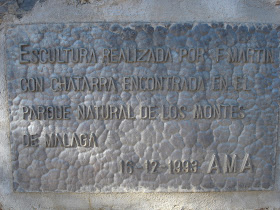 ESCULTURA REALIZADA POR F MARTIN
CON CHATARRA ENCONTRADA EN EL
PARQUE NATURAL DE LOS MONTES
DE MALAGA
16-12-1993 AMA